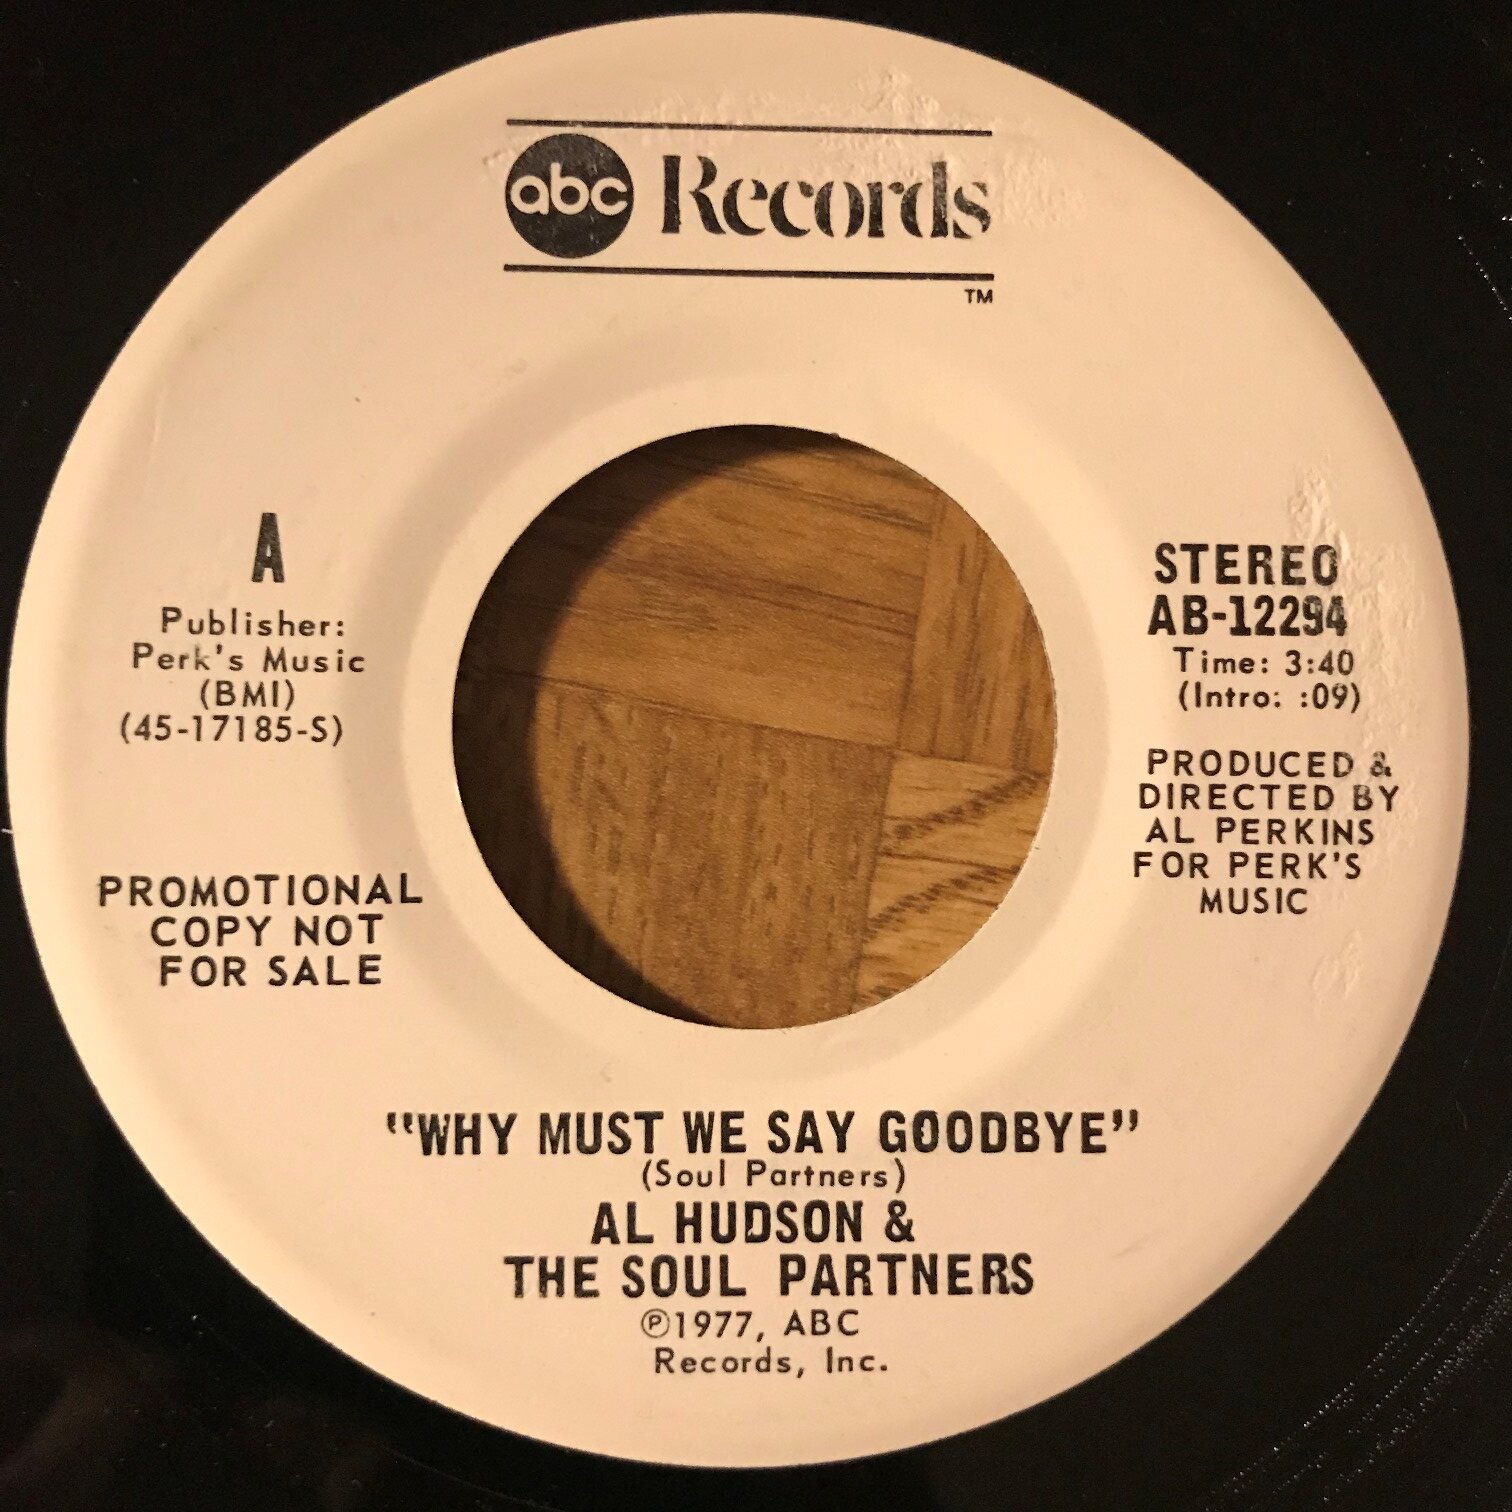 abc Records
TM
A
Publisher:
Perk's Music
(BMI)
(45-17185-S)
PROMOTIONAL
COPY NOT
FOR SALE
STEREO
AB-12294
Time: 3:40
(Intro: :09)
PRODUCED &
DIRECTED BY
AL PERKINS
FOR PERK'S
MUSIC
"WHY MUST WE SAY GOODBYE"
(Soul Partners)
AL HUDSON &
THE SOUL PARTNERS
℗1977, ABC
Records, Inc.